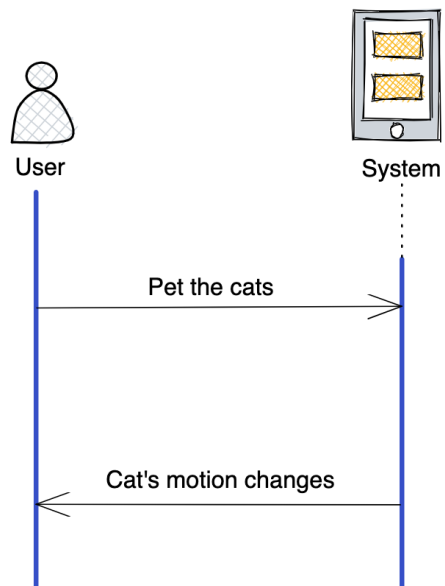 User
System
Pet the cats
Cat's motion changes